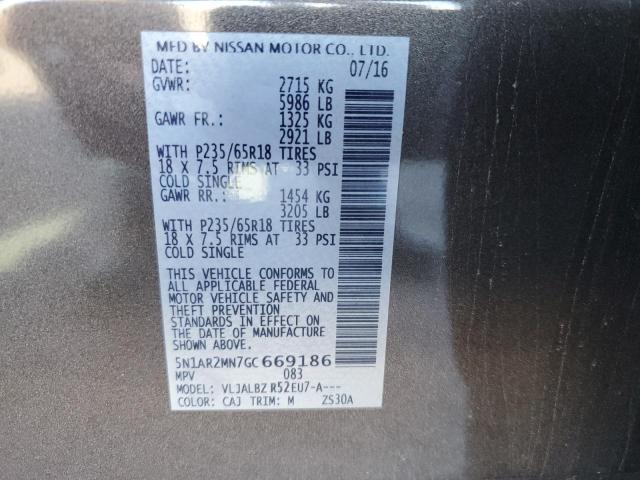 MFD BY NISSAN MOTOR CO., LTD.
DATE: 07/16
GVWR: 2715 KG
5986 LB
GAWR FR.: 1325 KG
2921 LB
WITH P235/65R18 TIRES
18 X 7.5 RIMS AT 33 PSI
COLD SINGLE
GAWR RR.: 1454 KG
3205 LB
WITH P235/65R18 TIRES
18 X 7.5 RIMS AT 33 PSI
COLD SINGLE
THIS VEHICLE CONFORMS TO
ALL APPLICABLE FEDERAL
MOTOR VEHICLE SAFETY AND
THEFT PREVENTION
STANDARDS IN EFFECT ON
THE DATE OF MANUFACTURE
SHOWN ABOVE.
5N1AR2MN7GC669186
MPV 083
MODEL: VLJALBZ R52EU7-A---
COLOR: CAJ TRIM: M ZS30A